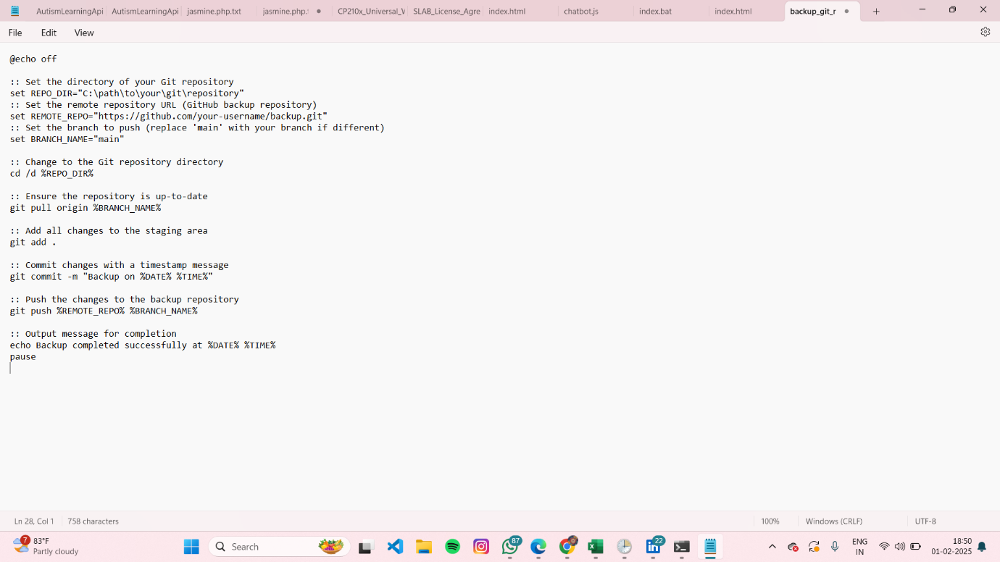 AutismLearningApi
AutismLearningApi
jasmine.php.txt
jasmine.php.
CP210x_Universal_
SLAB_License_Agre
index.html
chatbot.js
index.bat
index.html
backup_git_r
File Edit View
@echo off
:: Set the directory of your Git repository
set REPO_DIR="C:\path\to\your\git\repository"
:: Set the remote repository URL (GitHub backup repository)
set REMOTE_REPO="https://github.com/your-username/backup.git"
:: Set the branch to push (replace 'main' with your branch if different)
set BRANCH_NAME="main"
:: Change to the Git repository directory
cd /d %REPO_DIR%
:: Ensure the repository is up-to-date
git pull origin %BRANCH_NAME%
:: Add all changes to the staging area
git add .
:: Commit changes with a timestamp message
git commit -m "Backup on %DATE% %TIME%"
:: Push the changes to the backup repository
git push %REMOTE_REPO% %BRANCH_NAME%
:: Output message for completion
echo Backup completed successfully at %DATE% %TIME%
pause
Ln 28, Col 1 758 characters 100% Windows (CRLF) UTF-8
7
83°F
Partly cloudy
Search
87
22
ENG
IN
18:50
01-02-2025